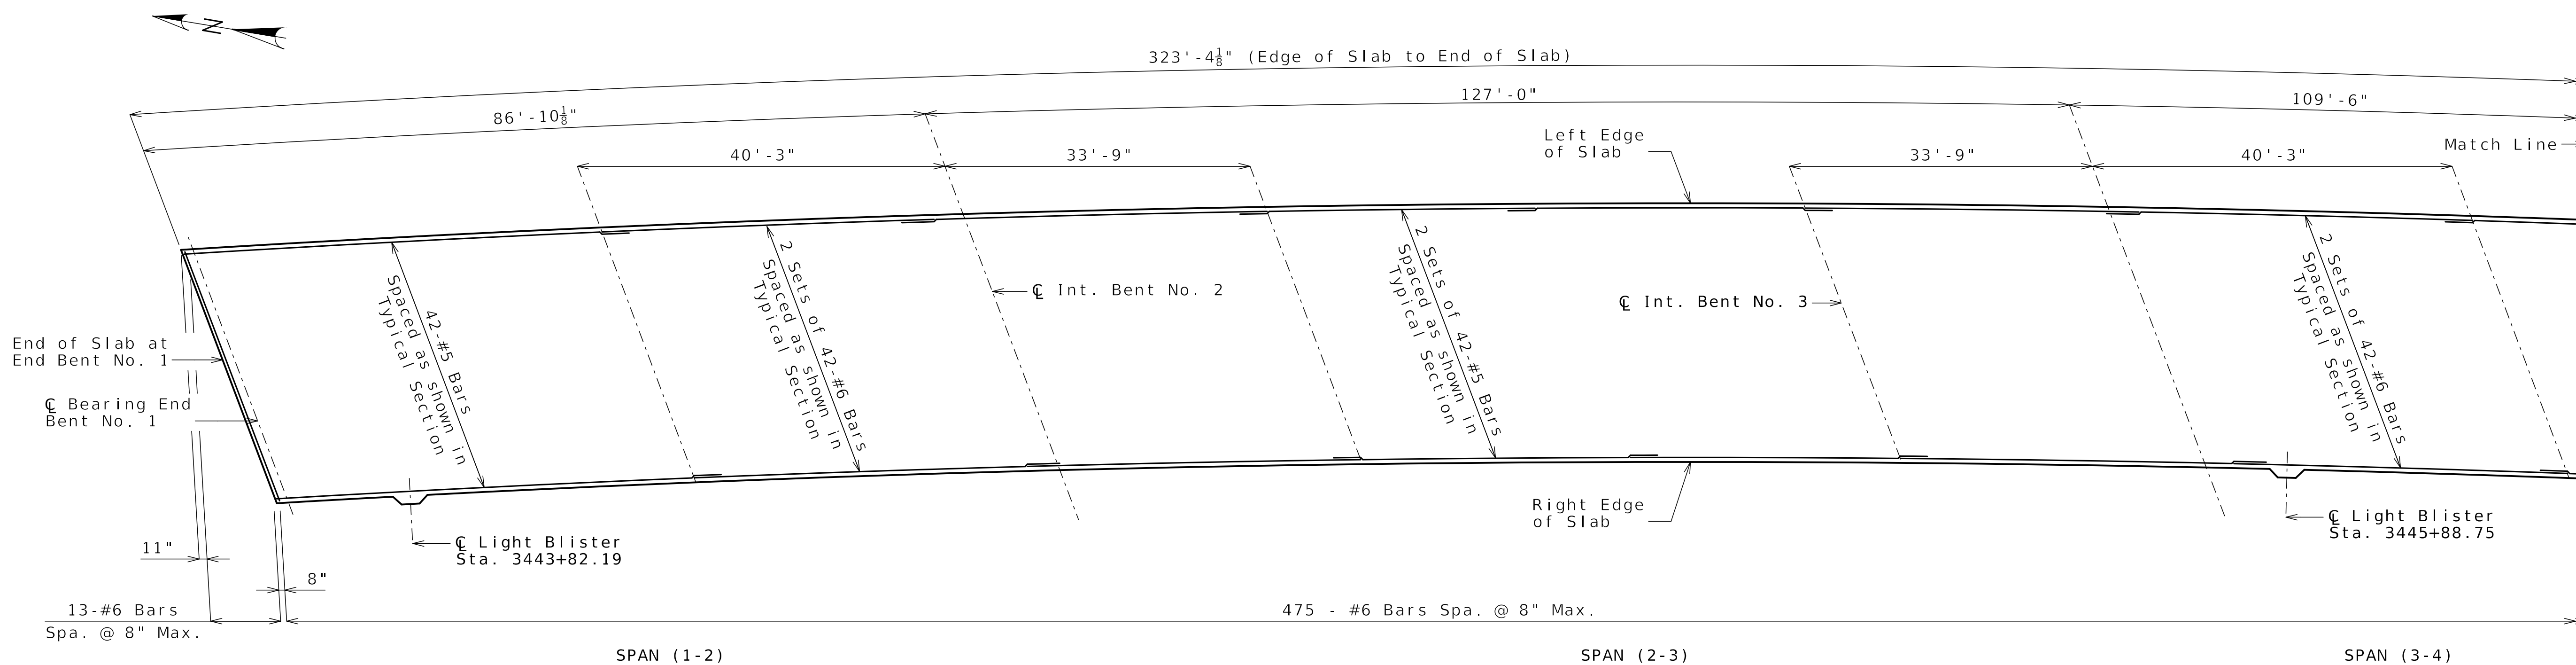 N
323'-4⅛" (Edge of Slab to End of Slab)
86'-10⅛"
127'-0"
109'-6"
Left Edge
of Slab
Match Line
40'-3"
33'-9"
33'-9"
40'-3"
42-#5 Bars
Spaced as shown in
Typical Section
2 Sets of 42-#6 Bars
Spaced as shown in
Typical Section
℄ Int. Bent No. 2
2 Sets of 42-#5 Bars
Spaced as shown in
Typical Section
℄ Int. Bent No. 3
2 Sets of 42-#6 Bars
Spaced as shown in
Typical Section
End of Slab at
End Bent No. 1
℄ Bearing End
Bent No. 1
Right Edge
of Slab
℄ Light Blister
Sta. 3443+82.19
℄ Light Blister
Sta. 3445+88.75
11"
8"
13-#6 Bars
Spa. @ 8" Max.
475 - #6 Bars Spa. @ 8" Max.
SPAN (1-2)
SPAN (2-3)
SPAN (3-4)